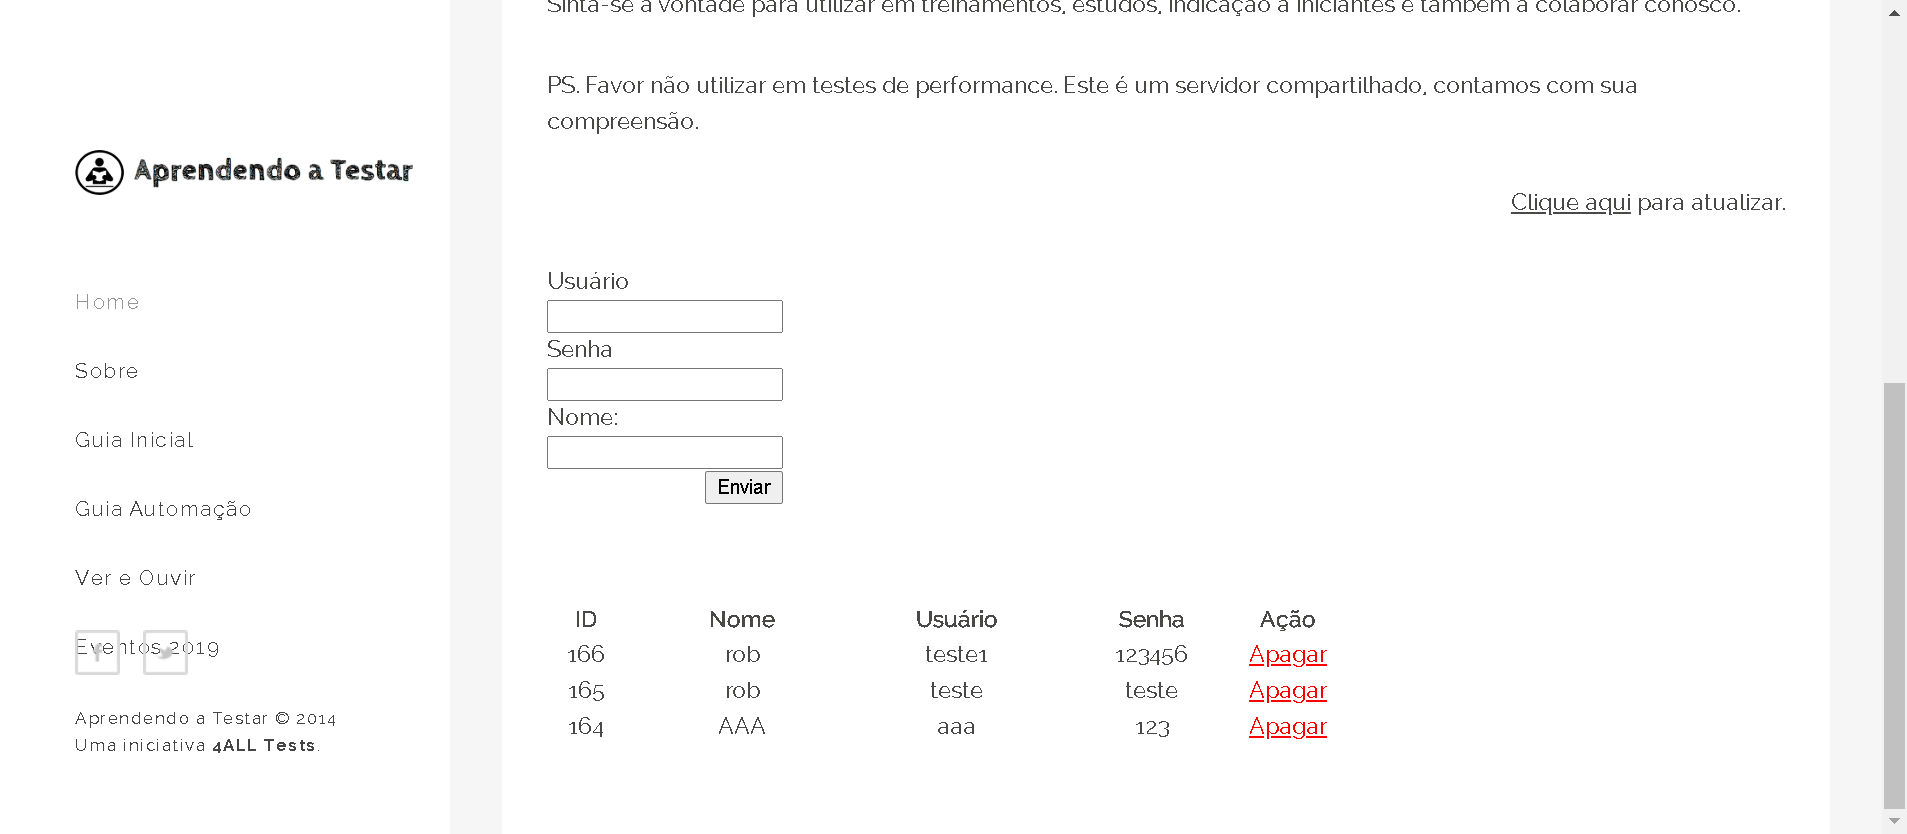 Sinta-se à vontade para utilizar em treinamentos, estudos, indicação a iniciantes e também a colaborar conosco.
PS. Favor não utilizar em testes de performance. Este é um servidor compartilhado, contamos com sua
compreensão.
Aprendendo a Testar
Clique aqui para atualizar.
Home
Sobre
Guia Inicial
Guia Automação
Ver e Ouvir
Eventos 2019
Aprendendo a Testar © 2014
Uma iniciativa 4ALL Tests.
Usuário
Senha
Nome:
Enviar
ID Nome Usuário Senha Ação
166 rob teste1 123456 Apagar
165 rob teste teste Apagar
164 AAA aaa 123 Apagar